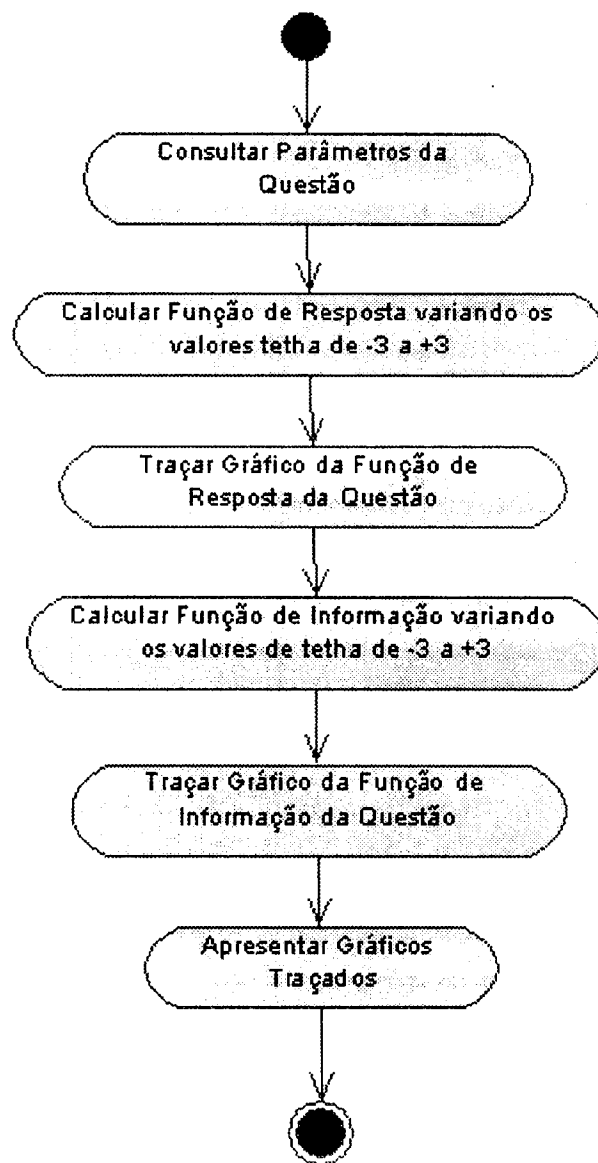 Consultar Parâmetros da
Questão
Calcular Função de Resposta variando os
valores tetha de -3 a +3
Traçar Gráfico da Função de
Resposta da Questão
Calcular Função de Informação variando
os valores de tetha de -3 a +3
Traçar Gráfico da Função de
Informação da Questão
Apresentar Gráficos
Traçados